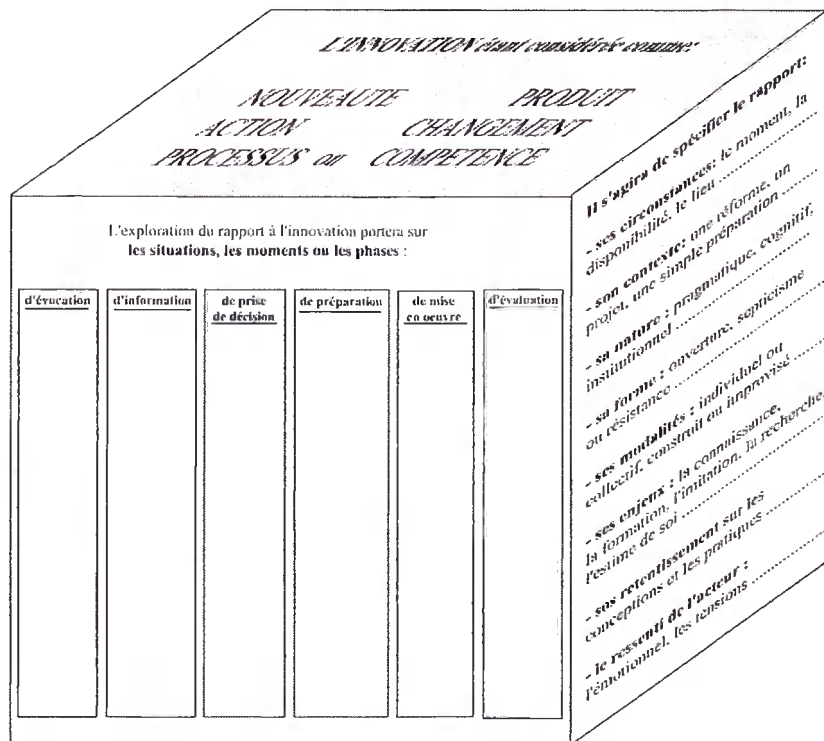 L'INNOVATION étant considérée comme:
NOUVEAUTE PRODUIT
ACTION CHANGEMENT
PROCESSUS ou COMPETENCE
L'exploration du rapport à l'innovation portera sur
les situations, les moments ou les phases :
d'évocation
d'information
de prise
de décision
de préparation
de mise
en oeuvre
d'évaluation
Il s'agira de spécifier le rapport:
- ses circonstances: le moment, la
disponibilité, le lieu ..................
- son contexte: une réforme, un
projet, une simple préparation ........
- sa nature : pragmatique, cognitif,
institutionnel ..................
- sa forme : ouverture, septicisme
ou résistance ..................
- ses modalités : individuel ou
collectif, construit ou improvisé ......
- ses enjeux : la connaissance,
la formation, l'imitation, la recherche,
l'estime de soi ..................
- sos retentissement sur les
conceptions et les pratiques ..........
- le ressenti de l'acteur :
l'émotionnel, les tensions ..........